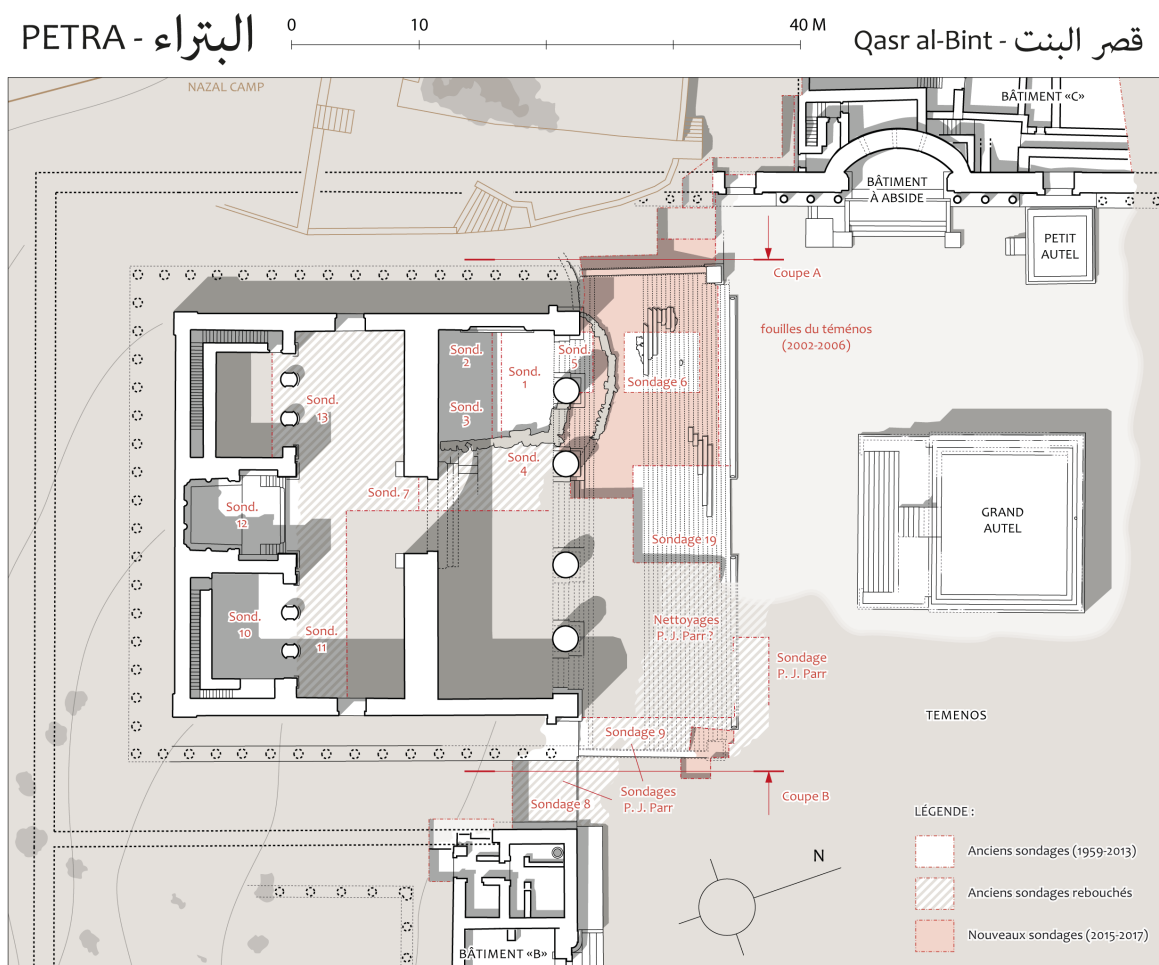 PETRA - البتراء
0 10 40 M
Qasr al-Bint - قصر البنت
NAZAL CAMP
BÂTIMENT «C»
BÂTIMENT
À ABSIDE
PETIT
AUTEL
Coupe A
fouilles du téménos
(2002-2006)
Sond.
2
Sond.
1
Sond.
5
Sondage 6
Sond.
3
Sond.
13
Sond.
4
Sond. 7
Sond.
12
GRAND
AUTEL
Sondage 19
Sond.
10
Sond.
11
Nettoyages
P. J. Parr ?
Sondage
P. J. Parr
TEMENOS
Sondage 9
Sondages
P. J. Parr
Sondage 8
Coupe B
LÉGENDE :
Anciens sondages (1959-2013)
Anciens sondages rebouchés
Nouveaux sondages (2015-2017)
N
BÂTIMENT «B»